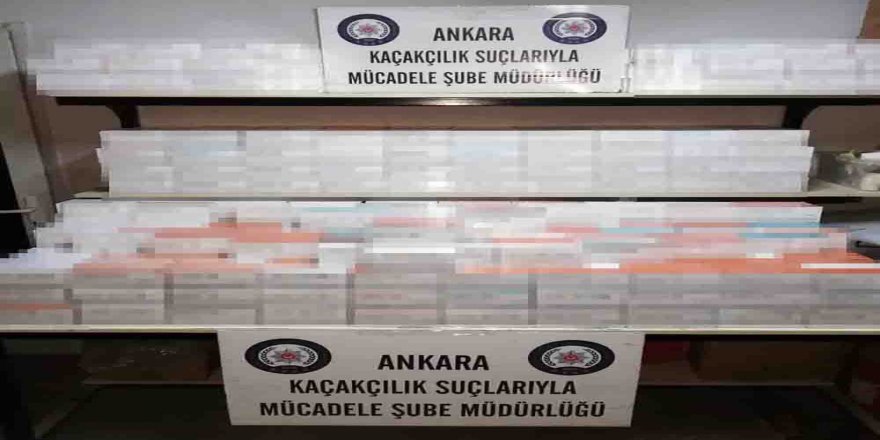 ANKARA
KAÇAKÇILIK SUÇLARIYLA
MÜCADELE ŞUBE MÜDÜRLÜĞÜ
ANKARA
KAÇAKÇILIK SUÇLARIYLA
MÜCADELE ŞUBE MÜDÜRLÜĞÜ